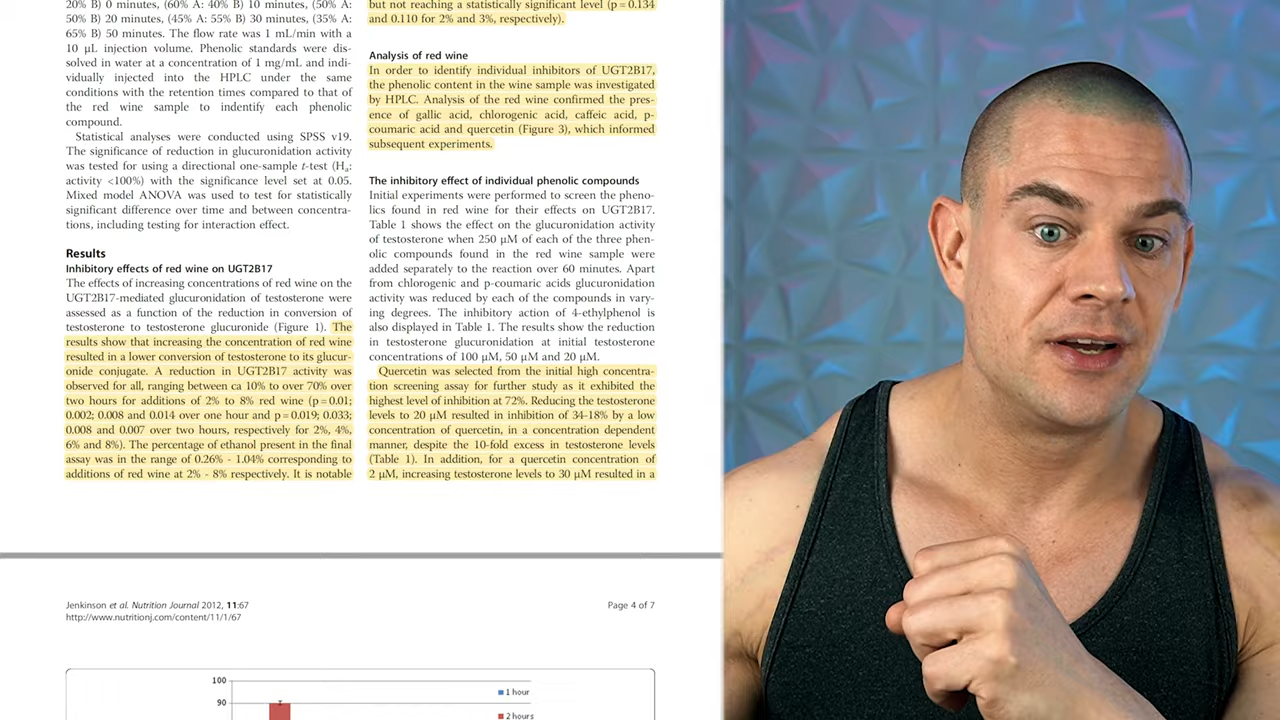 20% B) 0 minutes, (60% A: 40% B) 10 minutes, (50% A:
50% B) 20 minutes, (45% A: 55% B) 30 minutes, (35% A:
65% B) 50 minutes. The flow rate was 1 mL/min with a
10 μL injection volume. Phenolic standards were dis-
solved in water at a concentration of 1 mg/mL and indi-
vidually injected into the HPLC under the same
conditions with the retention times compared to that of
the red wine sample to indentify each phenolic
compound.
Statistical analyses were conducted using SPSS v19.
The significance of reduction in glucuronidation activity
was tested for using a directional one-sample t-test (Ha:
activity <100%) with the significance level set at 0.05.
Mixed model ANOVA was used to test for statistically
significant difference over time and between concentra-
tions, including testing for interaction effect.
Results
Inhibitory effects of red wine on UGT2B17
The effects of increasing concentrations of red wine on the
UGT2B17-mediated glucuronidation of testosterone were
assessed as a function of the reduction in conversion of
testosterone to testosterone glucuronide (Figure 1). The
results show that increasing the concentration of red wine
resulted in a lower conversion of testosterone to its glucur-
onide conjugate. A reduction in UGT2B17 activity was
observed for all, ranging between ca 10% to over 70% over
two hours for additions of 2% to 8% red wine (p = 0.01;
0.002; 0.008 and 0.014 over one hour and p = 0.019; 0.033;
0.008 and 0.007 over two hours, respectively for 2%, 4%,
6% and 8%). The percentage of ethanol present in the final
assay was in the range of 0.26% - 1.04% corresponding to
additions of red wine at 2% - 8% respectively. It is notable
but not reaching a statistically significant level (p = 0.134
and 0.110 for 2% and 3%, respectively).
Analysis of red wine
In order to identify individual inhibitors of UGT2B17,
the phenolic content in the wine sample was investigated
by HPLC. Analysis of the red wine confirmed the pres-
ence of gallic acid, chlorogenic acid, caffeic acid, p-
coumaric acid and quercetin (Figure 3), which informed
subsequent experiments.
The inhibitory effect of individual phenolic compounds
Initial experiments were performed to screen the pheno-
lics found in red wine for their effects on UGT2B17.
Table 1 shows the effect on the glucuronidation activity
of testosterone when 250 μM of each of the three phen-
olic compounds found in the red wine sample were
added separately to the reaction over 60 minutes. Apart
from chlorogenic and p-coumaric acids glucuronidation
activity was reduced by each of the compounds in vary-
ing degrees. The inhibitory action of 4-ethylphenol is
also displayed in Table 1. The results show the reduction
in testosterone glucuronidation at initial testosterone
concentrations of 100 μM, 50 μM and 20 μM.
Quercetin was selected from the initial high concentra-
tion screening assay for further study as it exhibited the
highest level of inhibition at 72%. Reducing the testosterone
levels to 20 μM resulted in inhibition of 34-18% by a low
concentration of quercetin, in a concentration dependent
manner, despite the 10-fold excess in testosterone levels
(Table 1). In addition, for a quercetin concentration of
2 μM, increasing testosterone levels to 30 μM resulted in a
Jenkinson et al. Nutrition Journal 2012, 11:67
http://www.nutritionj.com/content/11/1/67
Page 4 of 7
100
90
1 hour
2 hours